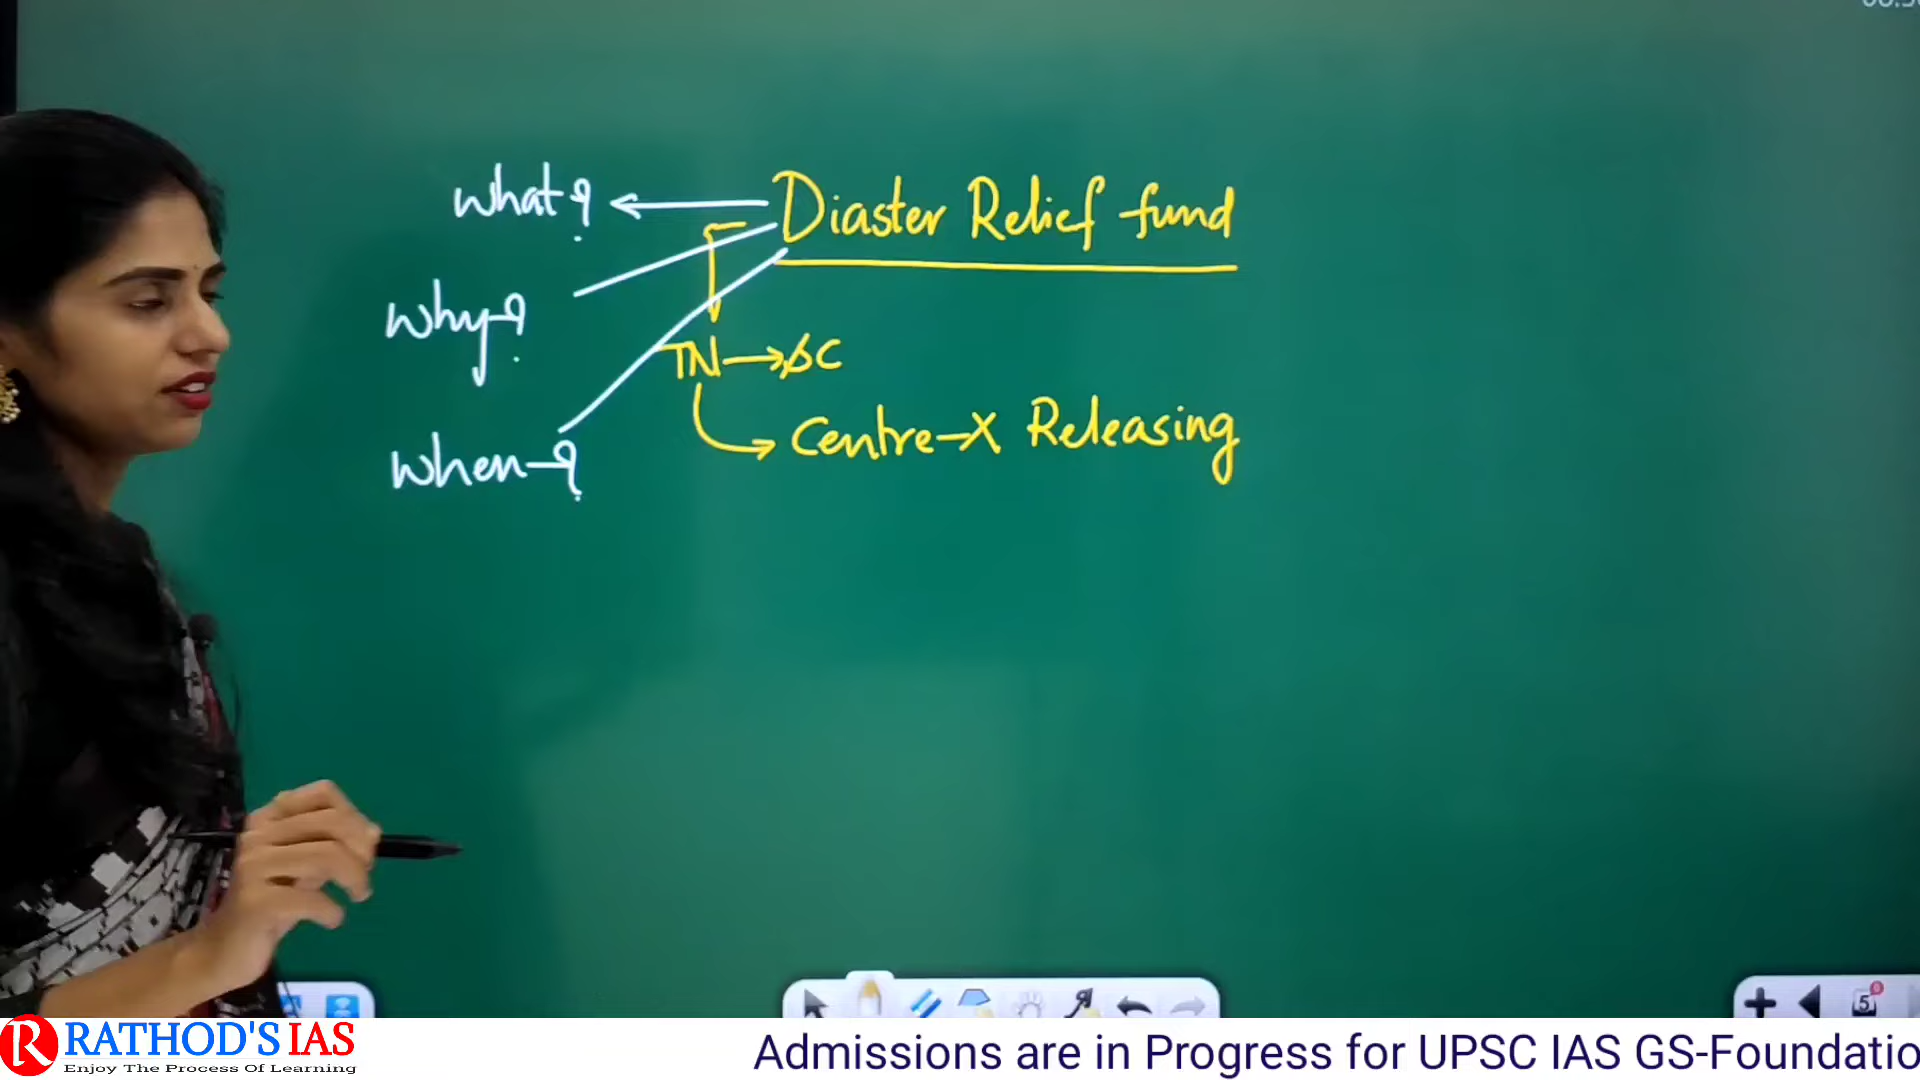 what?
Diaster Relief fund
why?
TN → SC
Centre-X Releasing
when-?
5
RATHOD'S IAS
Enjoy The Process Of Learning
Admissions are in Progress for UPSC IAS GS-Foundatio